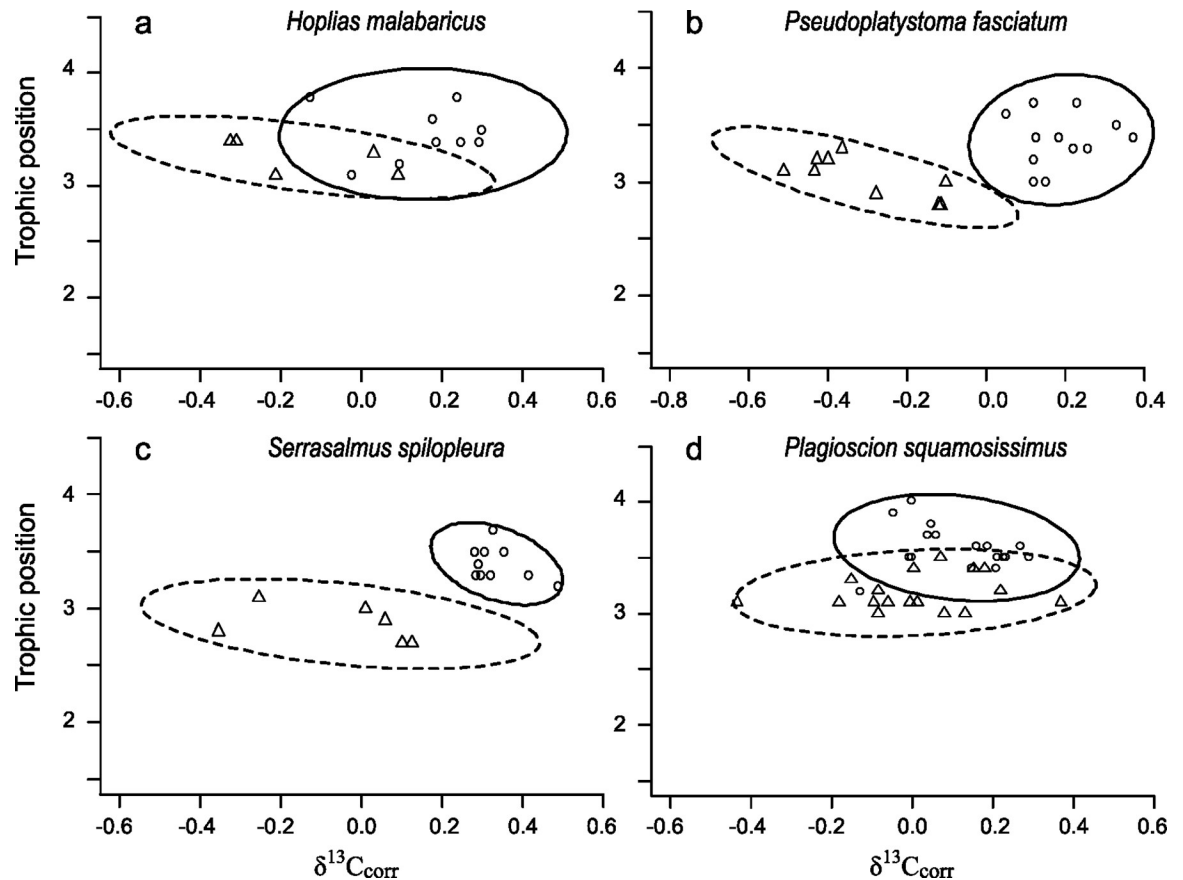 a Hoplias malabaricus
b Pseudoplatystoma fasciatum
Trophic position
4
3
2
4
3
2
-0.6 -0.4 -0.2 0.0 0.2 0.4 0.6
-0.8 -0.6 -0.4 -0.2 0.0 0.2 0.4
c Serrasalmus spilopleura
d Plagioscion squamosissimus
Trophic position
4
3
2
4
3
2
-0.6 -0.4 -0.2 0.0 0.2 0.4 0.6
-0.6 -0.4 -0.2 0.0 0.2 0.4 0.6
δ¹³Ccorr
δ¹³Ccorr